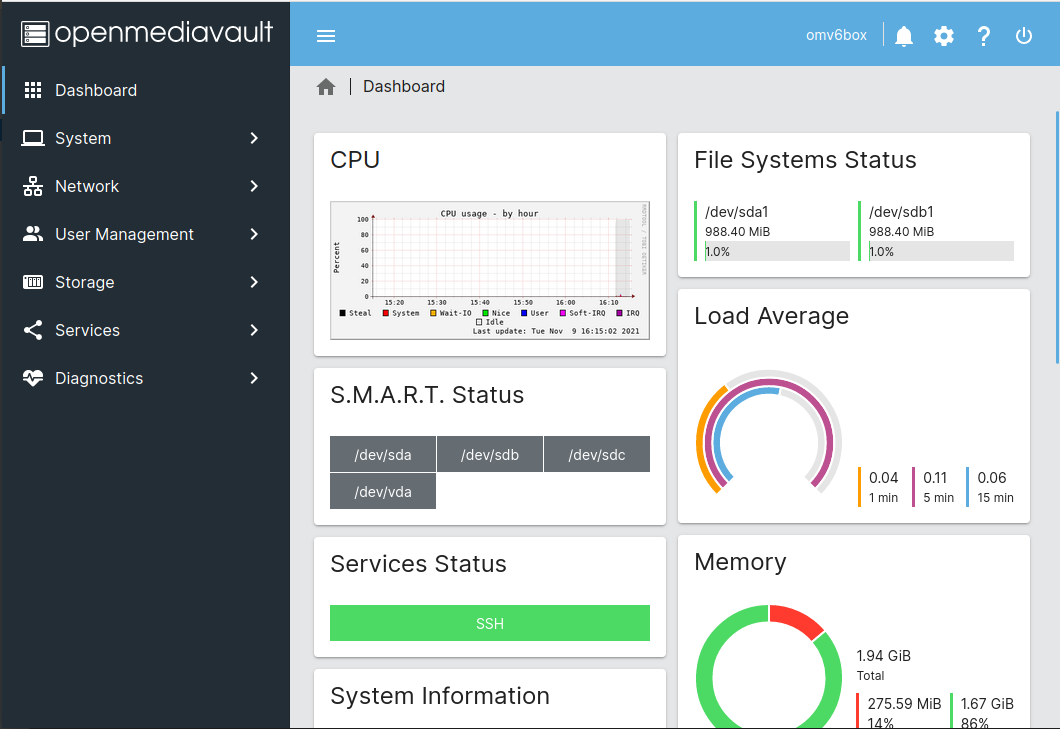 openmediavault
omv6box
Dashboard
System
Network
User Management
Storage
Services
Diagnostics
Dashboard
CPU
CPU usage - by hour
Percent
100
80
60
40
20
0
15:20 15:30 15:40 15:50 16:00 16:10
Steal System Wait-IO Nice User Soft-IRQ IRQ
Idle
Last update: Tue Nov 9 16:15:02 2021
RRDTOOL / TOBI OETIKER
S.M.A.R.T. Status
/dev/sda /dev/sdb /dev/sdc
/dev/vda
Services Status
SSH
System Information
File Systems Status
/dev/sda1
988.40 MiB
1.0%
/dev/sdb1
988.40 MiB
1.0%
Load Average
0.04 0.11 0.06
1 min 5 min 15 min
Memory
1.94 GiB
Total
275.59 MiB 1.67 GiB
14% 86%